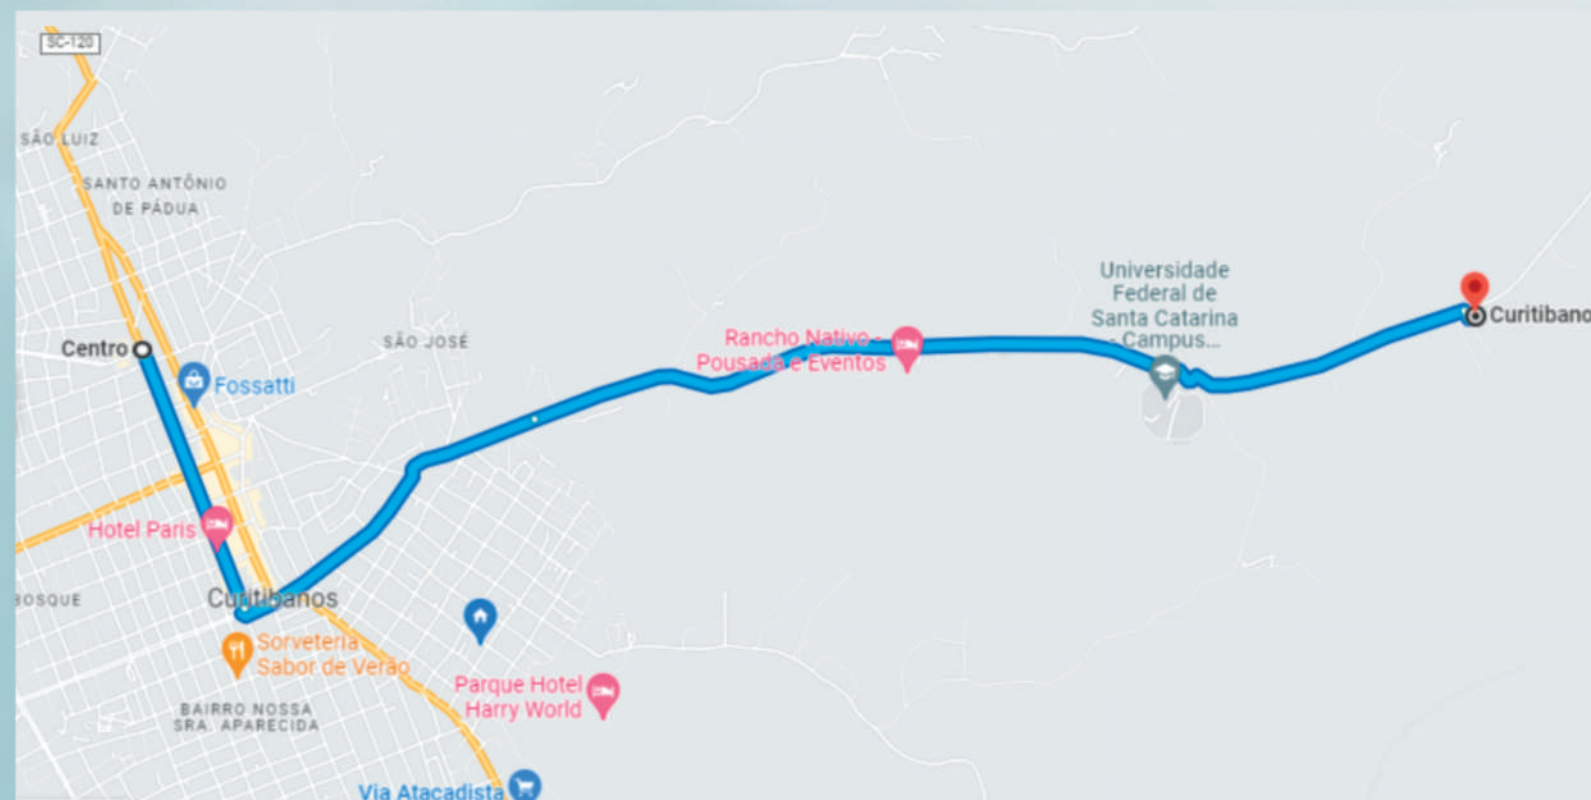 SC-120
SÃO LUIZ
SANTO ANTÔNIO
DE PÁDUA
Centro
Fossatti
SÃO JOSÉ
Rancho Nativo -
Pousada e Eventos
Universidade
Federal de
Santa Catarina
- Campus...
Curitibano
Hotel Paris
Curitibanos
BOSQUE
Sorveteria
Sabor de Verão
Parque Hotel
Harry World
BAIRRO NOSSA
SRA. APARECIDA
Via Atacadista